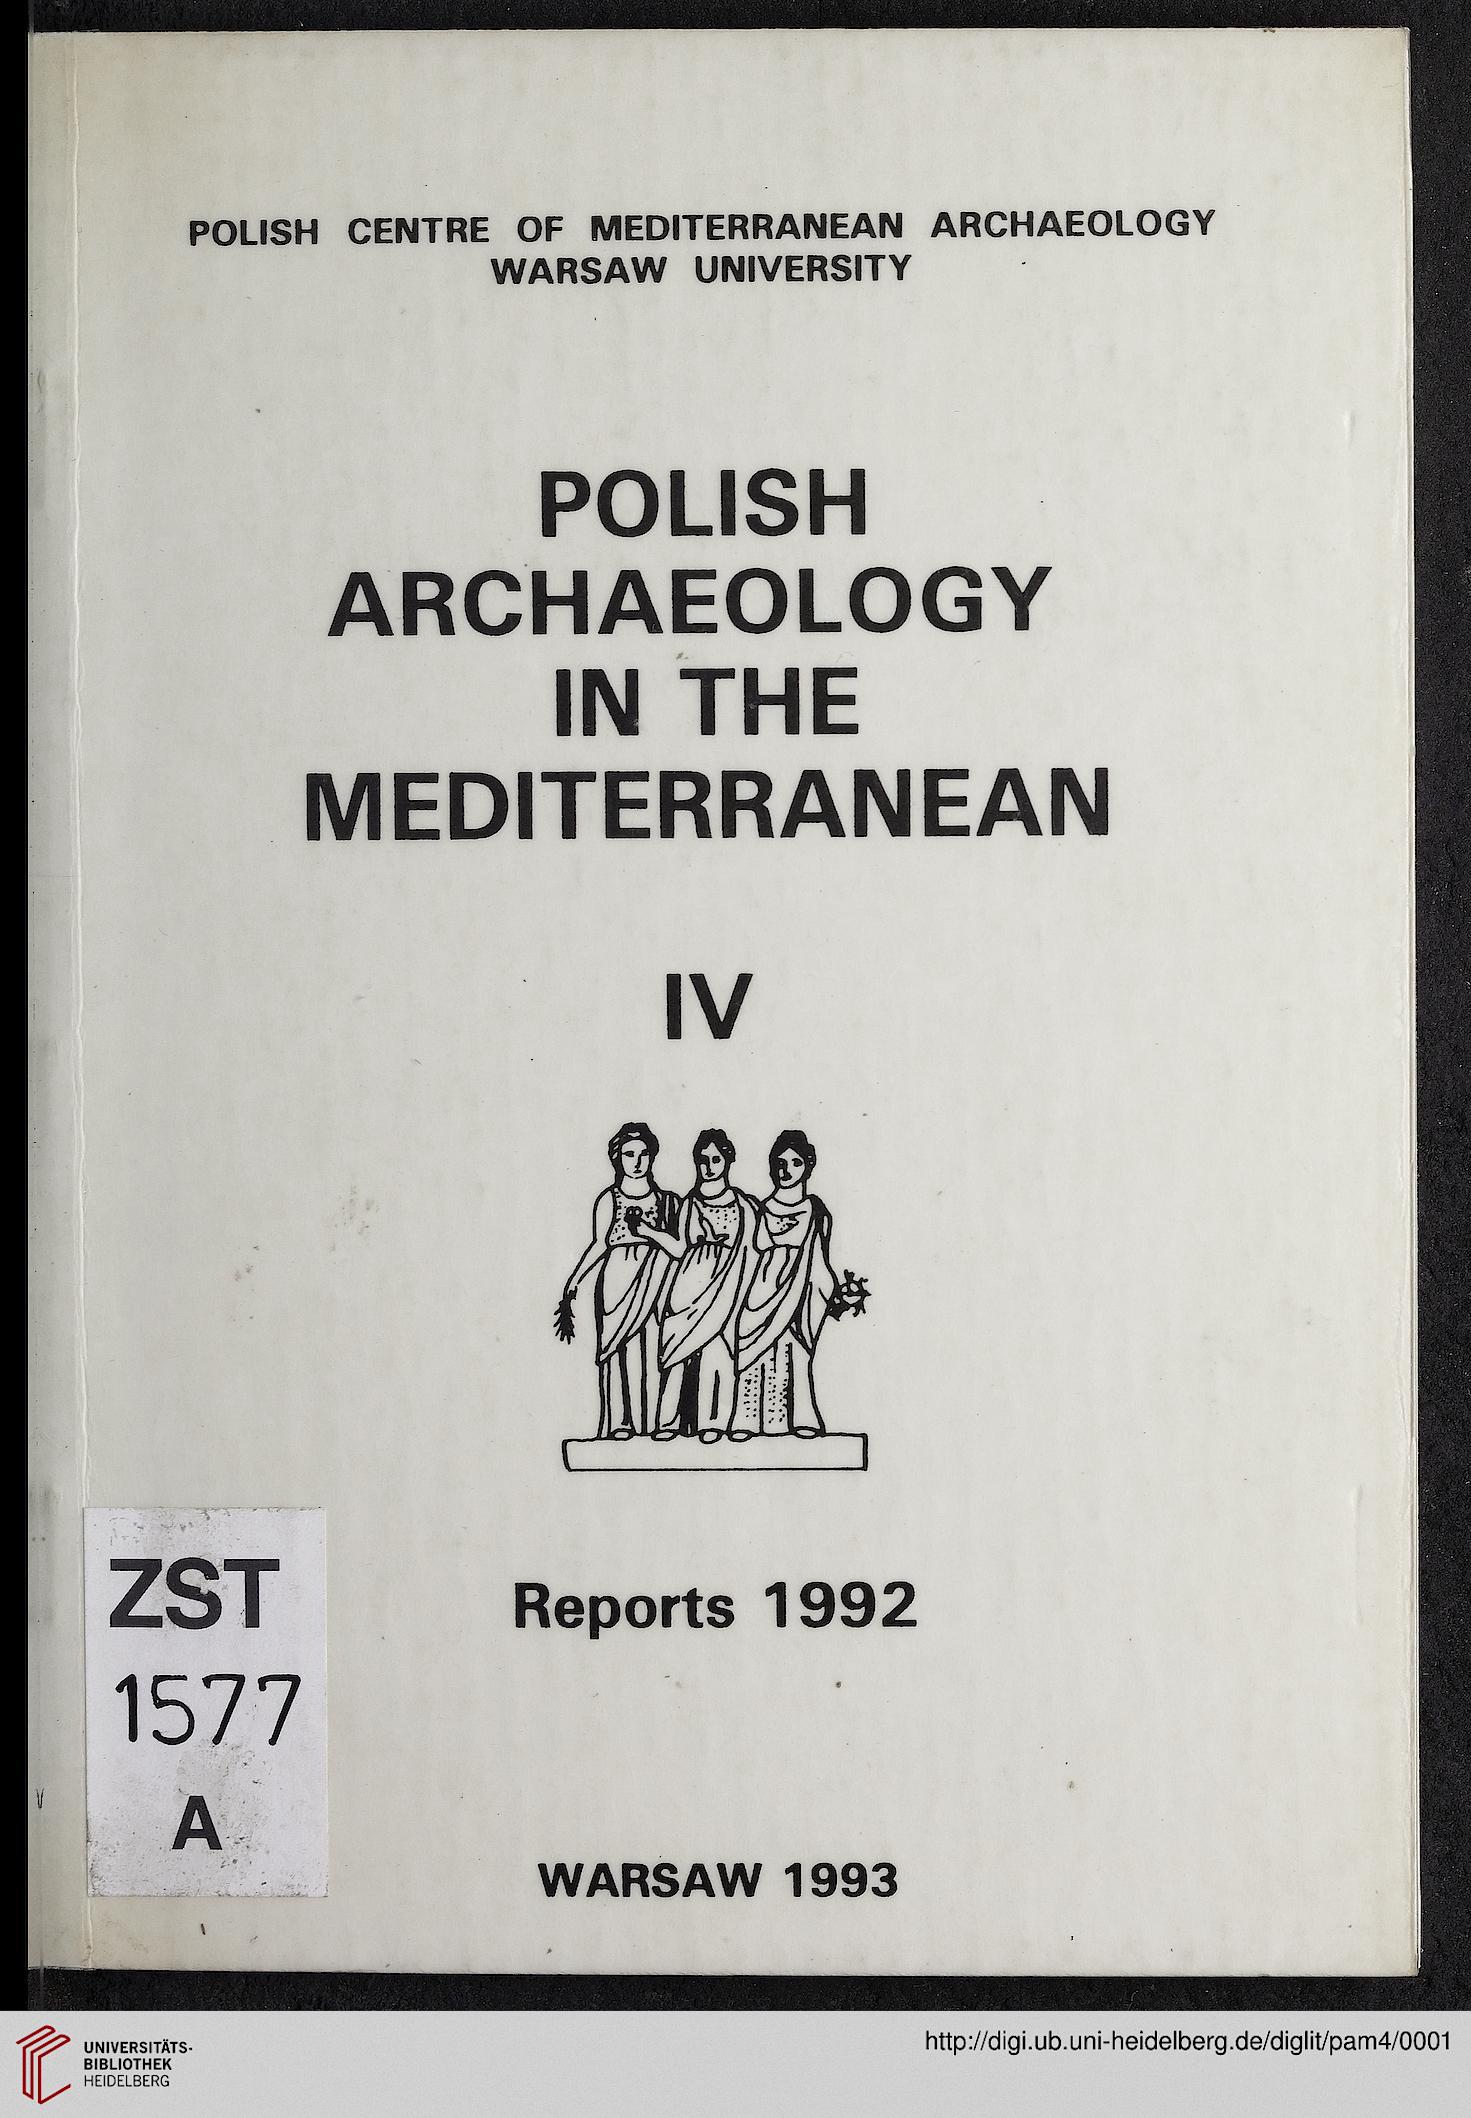 POLISH CENTRE OF MEDITERRANEAN ARCHAEOLOGY
WARSAW UNIVERSITY
POLISH
ARCHAEOLOGY
IN THE
MEDITERRANEAN
IV
Reports 1992
WARSAW 1993
ZST
1577
A
UNIVERSITÄTS-
BIBLIOTHEK
HEIDELBERG
http://digi.ub.uni-heidelberg.de/diglit/pam4/0001